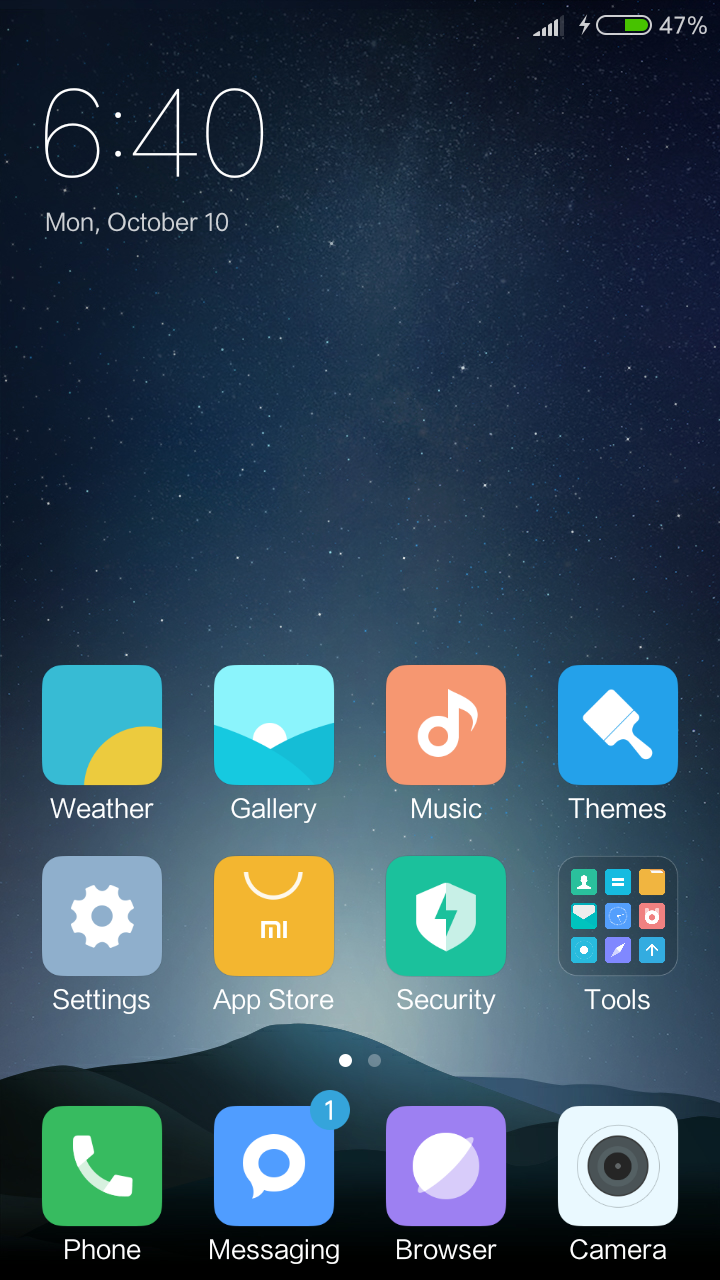 47%
6:40
Mon, October 10
Weather Gallery Music Themes
mi
Settings App Store Security Tools
1
Phone Messaging Browser Camera